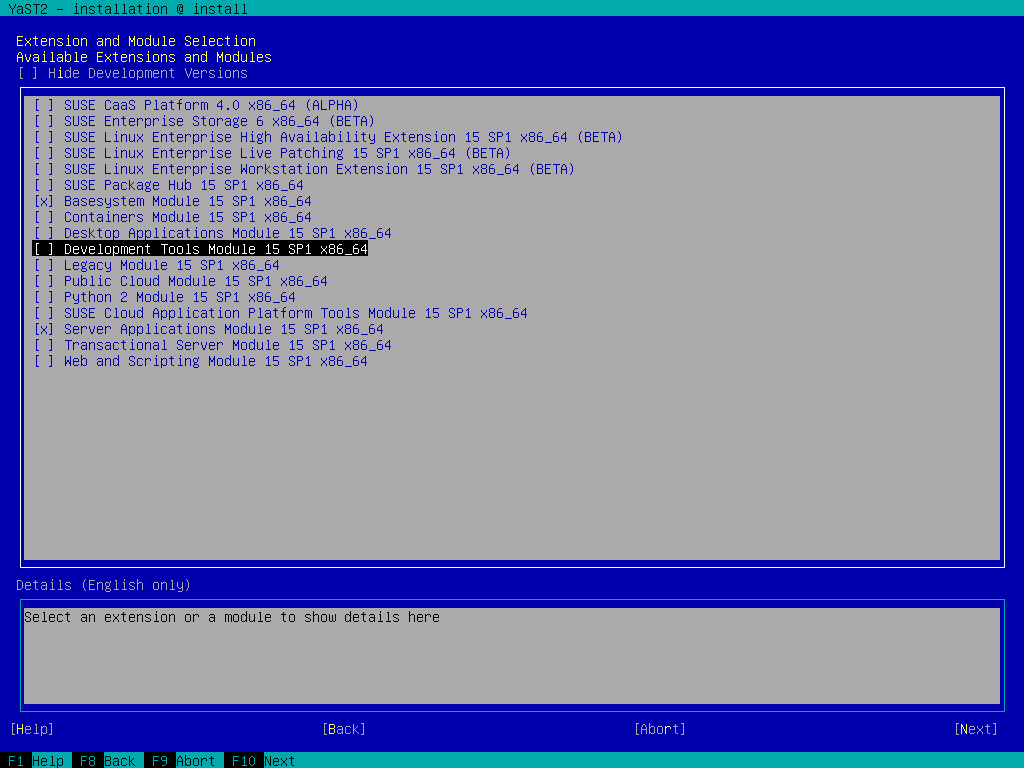 YaST2 - installation @ install
Extension and Module Selection
Available Extensions and Modules
[ ] Hide Development Versions
[ ] SUSE CaaS Platform 4.0 x86_64 (ALPHA)
[ ] SUSE Enterprise Storage 6 x86_64 (BETA)
[ ] SUSE Linux Enterprise High Availability Extension 15 SP1 x86_64 (BETA)
[ ] SUSE Linux Enterprise Live Patching 15 SP1 x86_64 (BETA)
[ ] SUSE Linux Enterprise Workstation Extension 15 SP1 x86_64 (BETA)
[ ] SUSE Package Hub 15 SP1 x86_64
[x] Basesystem Module 15 SP1 x86_64
[ ] Containers Module 15 SP1 x86_64
[ ] Desktop Applications Module 15 SP1 x86_64
[ ] Development Tools Module 15 SP1 x86_64
[ ] Legacy Module 15 SP1 x86_64
[ ] Public Cloud Module 15 SP1 x86_64
[ ] Python 2 Module 15 SP1 x86_64
[ ] SUSE Cloud Application Platform Tools Module 15 SP1 x86_64
[x] Server Applications Module 15 SP1 x86_64
[ ] Transactional Server Module 15 SP1 x86_64
[ ] Web and Scripting Module 15 SP1 x86_64
Details (English only)
Select an extension or a module to show details here
[Help] [Back] [Abort] [Next]
F1 Help F8 Back F9 Abort F10 Next